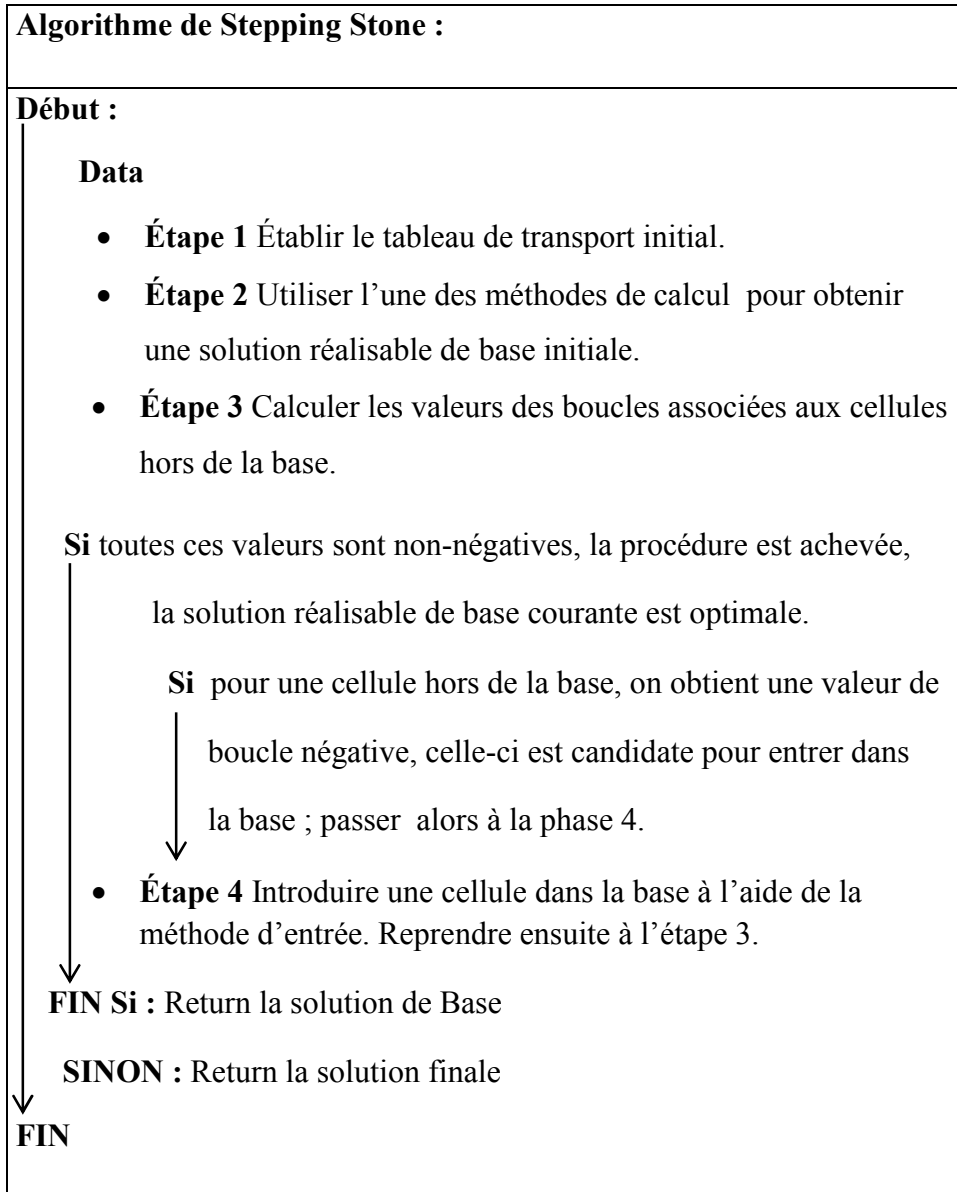 Algorithme de Stepping Stone :
Début :
Data
• Étape 1 Établir le tableau de transport initial.
• Étape 2 Utiliser l’une des méthodes de calcul pour obtenir
une solution réalisable de base initiale.
• Étape 3 Calculer les valeurs des boucles associées aux cellules
hors de la base.
Si toutes ces valeurs sont non-négatives, la procédure est achevée,
la solution réalisable de base courante est optimale.
Si pour une cellule hors de la base, on obtient une valeur de
boucle négative, celle-ci est candidate pour entrer dans
la base ; passer alors à la phase 4.
• Étape 4 Introduire une cellule dans la base à l’aide de la
méthode d’entrée. Reprendre ensuite à l’étape 3.
FIN Si : Return la solution de Base
SINON : Return la solution finale
FIN